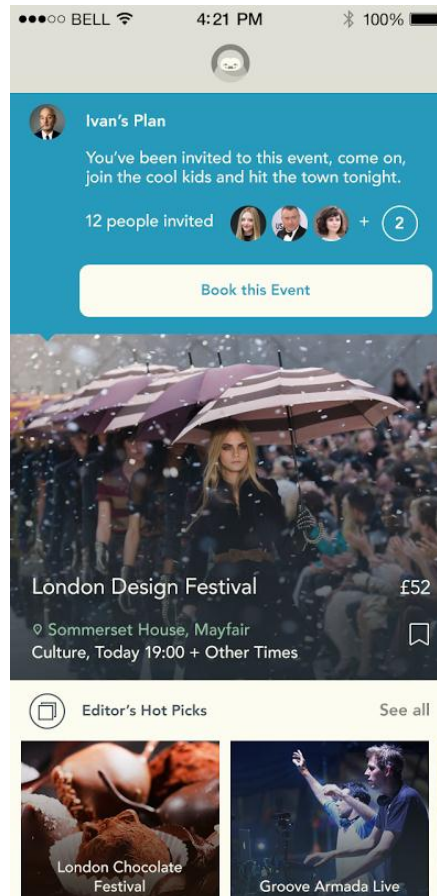 BELL 4:21 PM 100%
Ivan's Plan
You've been invited to this event, come on,
join the cool kids and hit the town tonight.
12 people invited + 2
Book this Event
London Design Festival £52
Sommerset House, Mayfair
Culture, Today 19:00 + Other Times
Editor's Hot Picks See all
London Chocolate
Festival
Groove Armada Live